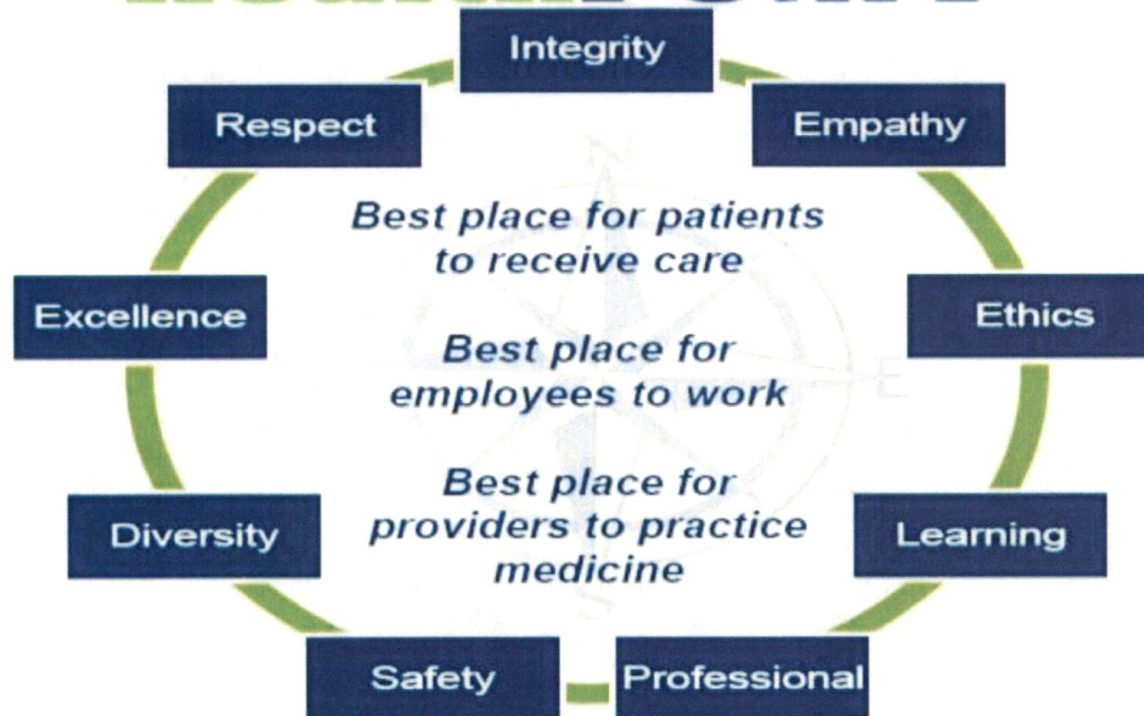 Integrity
Respect
Empathy
Best place for patients
to receive care
Excellence
Ethics
Best place for
employees to work
Best place for
providers to practice
medicine
Diversity
Learning
Safety
Professional
N
E
S